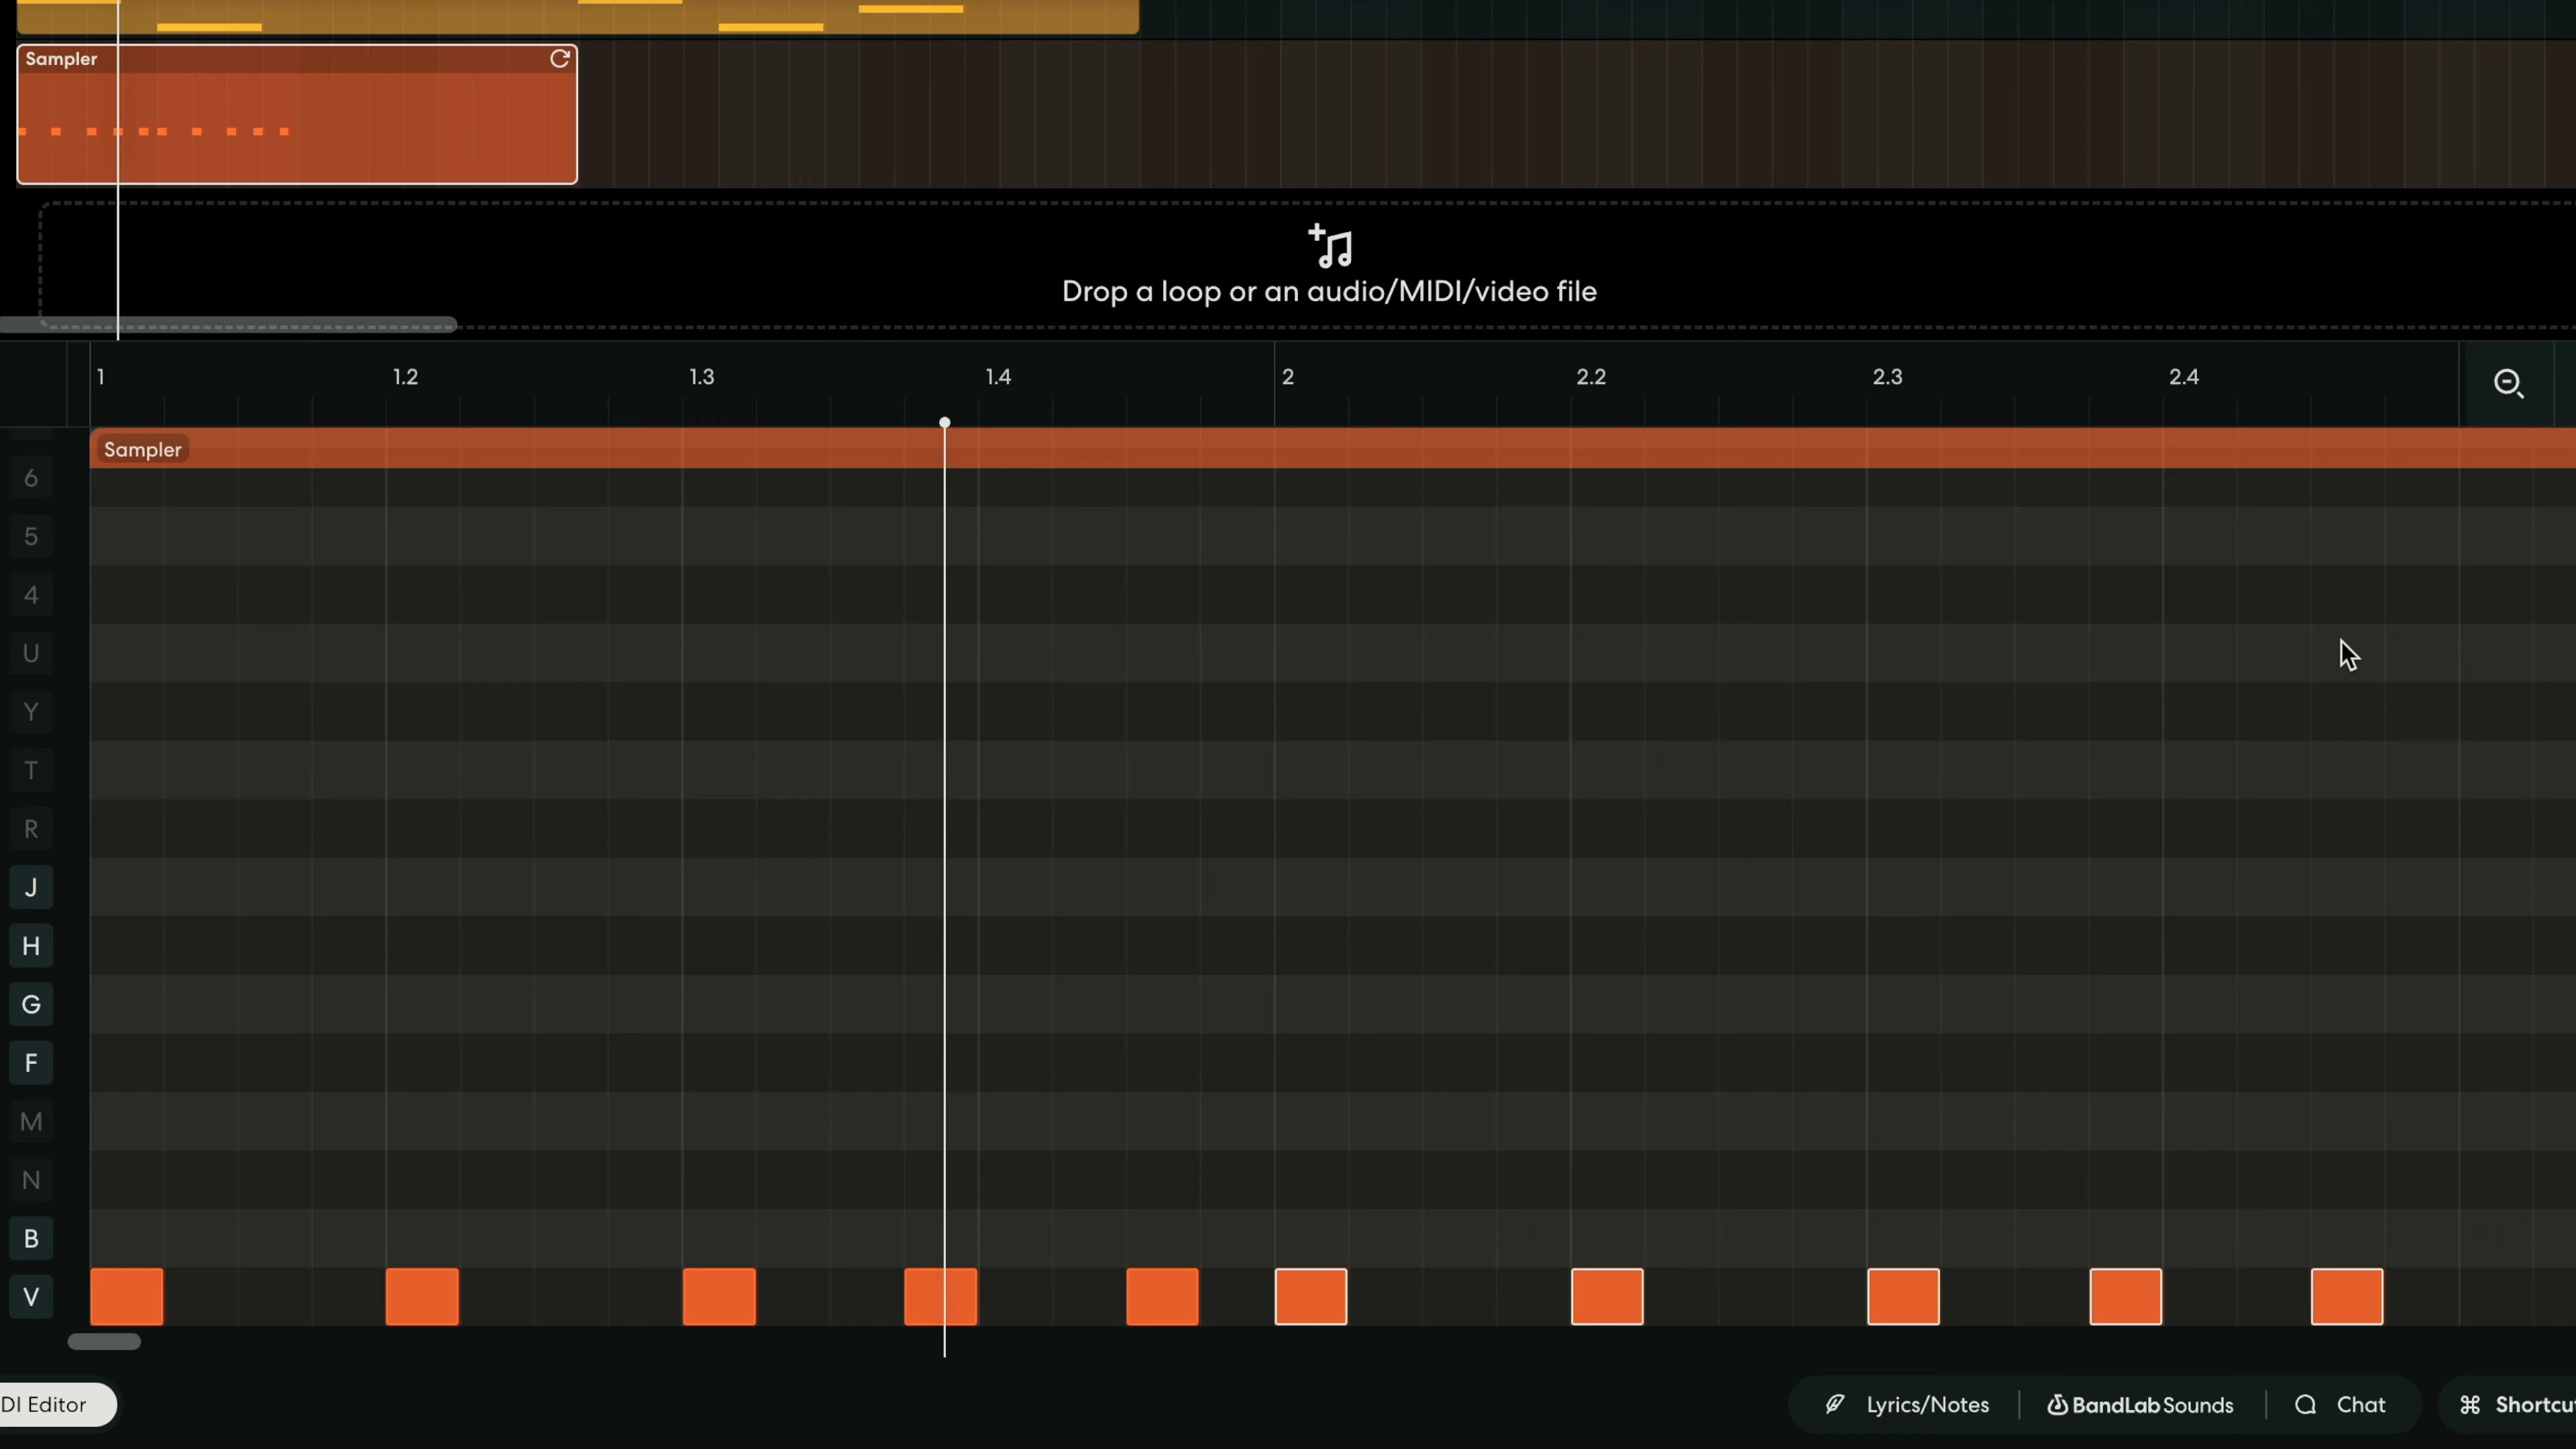 Sampler
Drop a loop or an audio/MIDI/video file
1 1.2 1.3 1.4 2 2.2 2.3 2.4
Sampler
6
5
4
U
Y
T
R
J
H
G
F
M
N
B
V
DI Editor Lyrics/Notes BandLab Sounds Chat ⌘ Shortcu